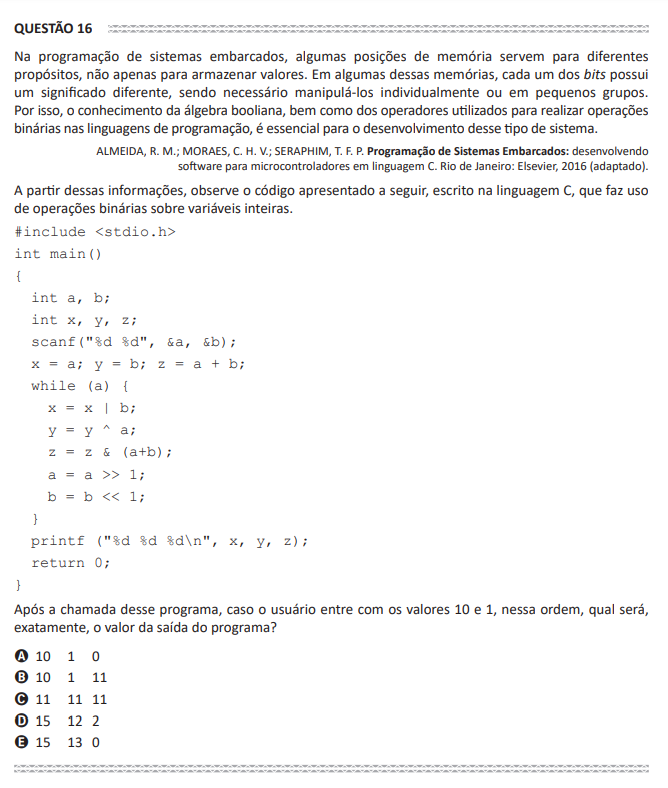 QUESTÃO 16
Na programação de sistemas embarcados, algumas posições de memória servem para diferentes
propósitos, não apenas para armazenar valores. Em algumas dessas memórias, cada um dos bits possui
um significado diferente, sendo necessário manipulá-los individualmente ou em pequenos grupos.
Por isso, o conhecimento da álgebra booliana, bem como dos operadores utilizados para realizar operações
binárias nas linguagens de programação, é essencial para o desenvolvimento desse tipo de sistema.
ALMEIDA, R. M.; MORAES, C. H. V.; SERAPHIM, T. F. P. Programação de Sistemas Embarcados: desenvolvendo
software para microcontroladores em linguagem C. Rio de Janeiro: Elsevier, 2016 (adaptado).
A partir dessas informações, observe o código apresentado a seguir, escrito na linguagem C, que faz uso
de operações binárias sobre variáveis inteiras.
#include <stdio.h>
int main()
{
int a, b;
int x, y, z;
scanf("%d %d", &a, &b);
x = a; y = b; z = a + b;
while (a) {
x = x | b;
y = y ^ a;
z = z & (a+b);
a = a >> 1;
b = b << 1;
}
printf ("%d %d %d\n", x, y, z);
return 0;
}
Após a chamada desse programa, caso o usuário entre com os valores 10 e 1, nessa ordem, qual será,
exatamente, o valor da saída do programa?
A 10 1 0
B 10 1 11
C 11 11 11
D 15 12 2
E 15 13 0